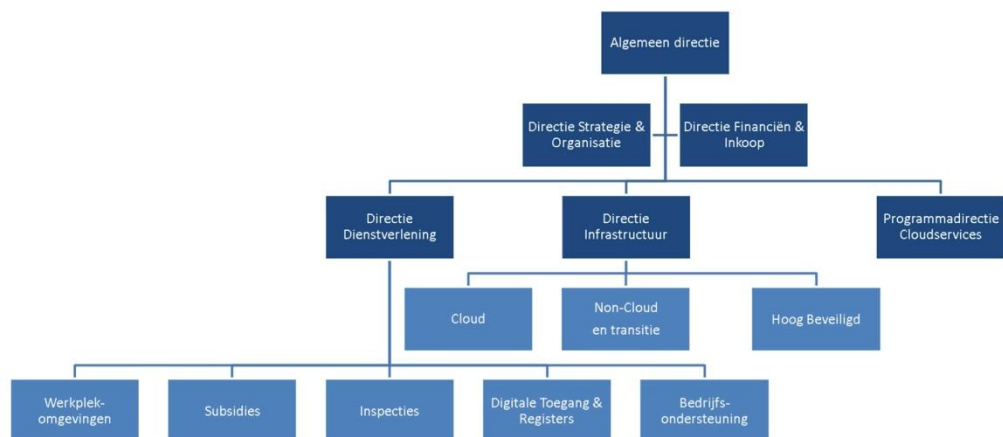 Algemeen directie
Directie Strategie &
Organisatie
Directie Financiën &
Inkoop
Directie
Dienstverlening
Directie
Infrastructuur
Programmadirectie
Cloudservices
Cloud
Non-Cloud
en transitie
Hoog Beveiligd
Werkplek-
omgevingen
Subsidies
Inspecties
Digitale Toegang &
Registers
Bedrijfs-
ondersteuning